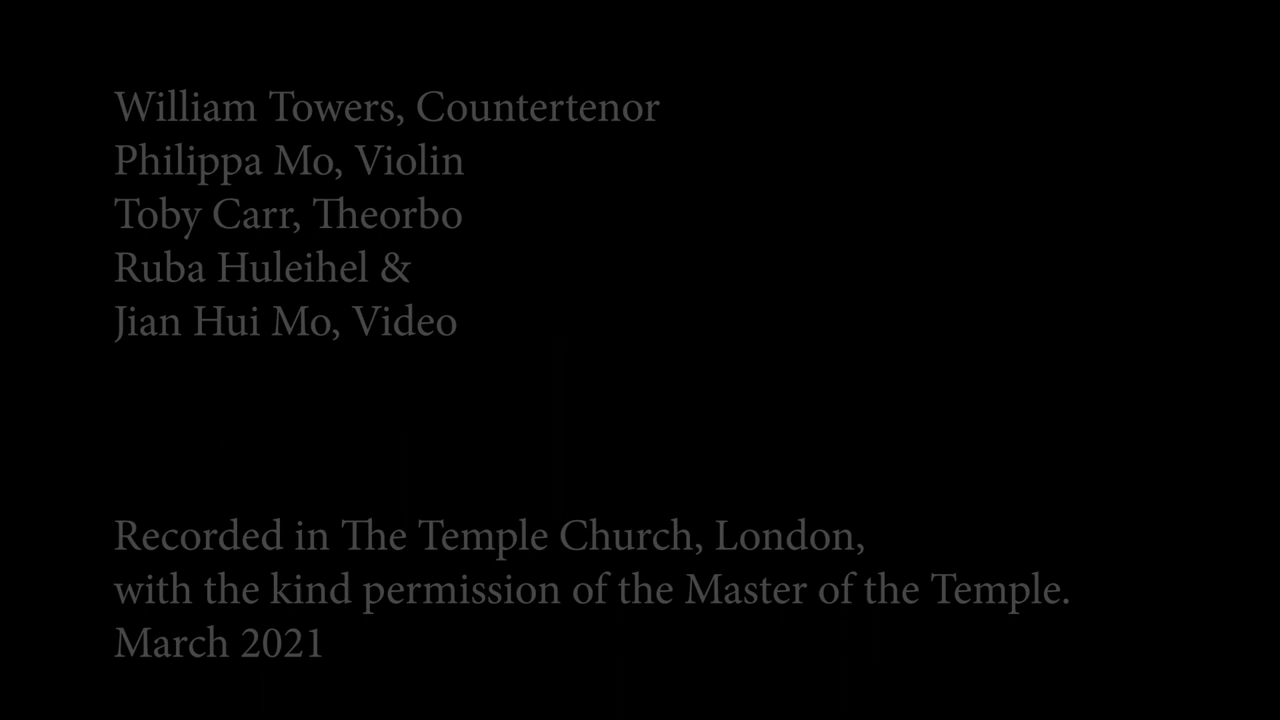 William Towers, Countertenor
Philippa Mo, Violin
Toby Carr, Theorbo
Ruba Huleihel &
Jian Hui Mo, Video
Recorded in The Temple Church, London,
with the kind permission of the Master of the Temple.
March 2021